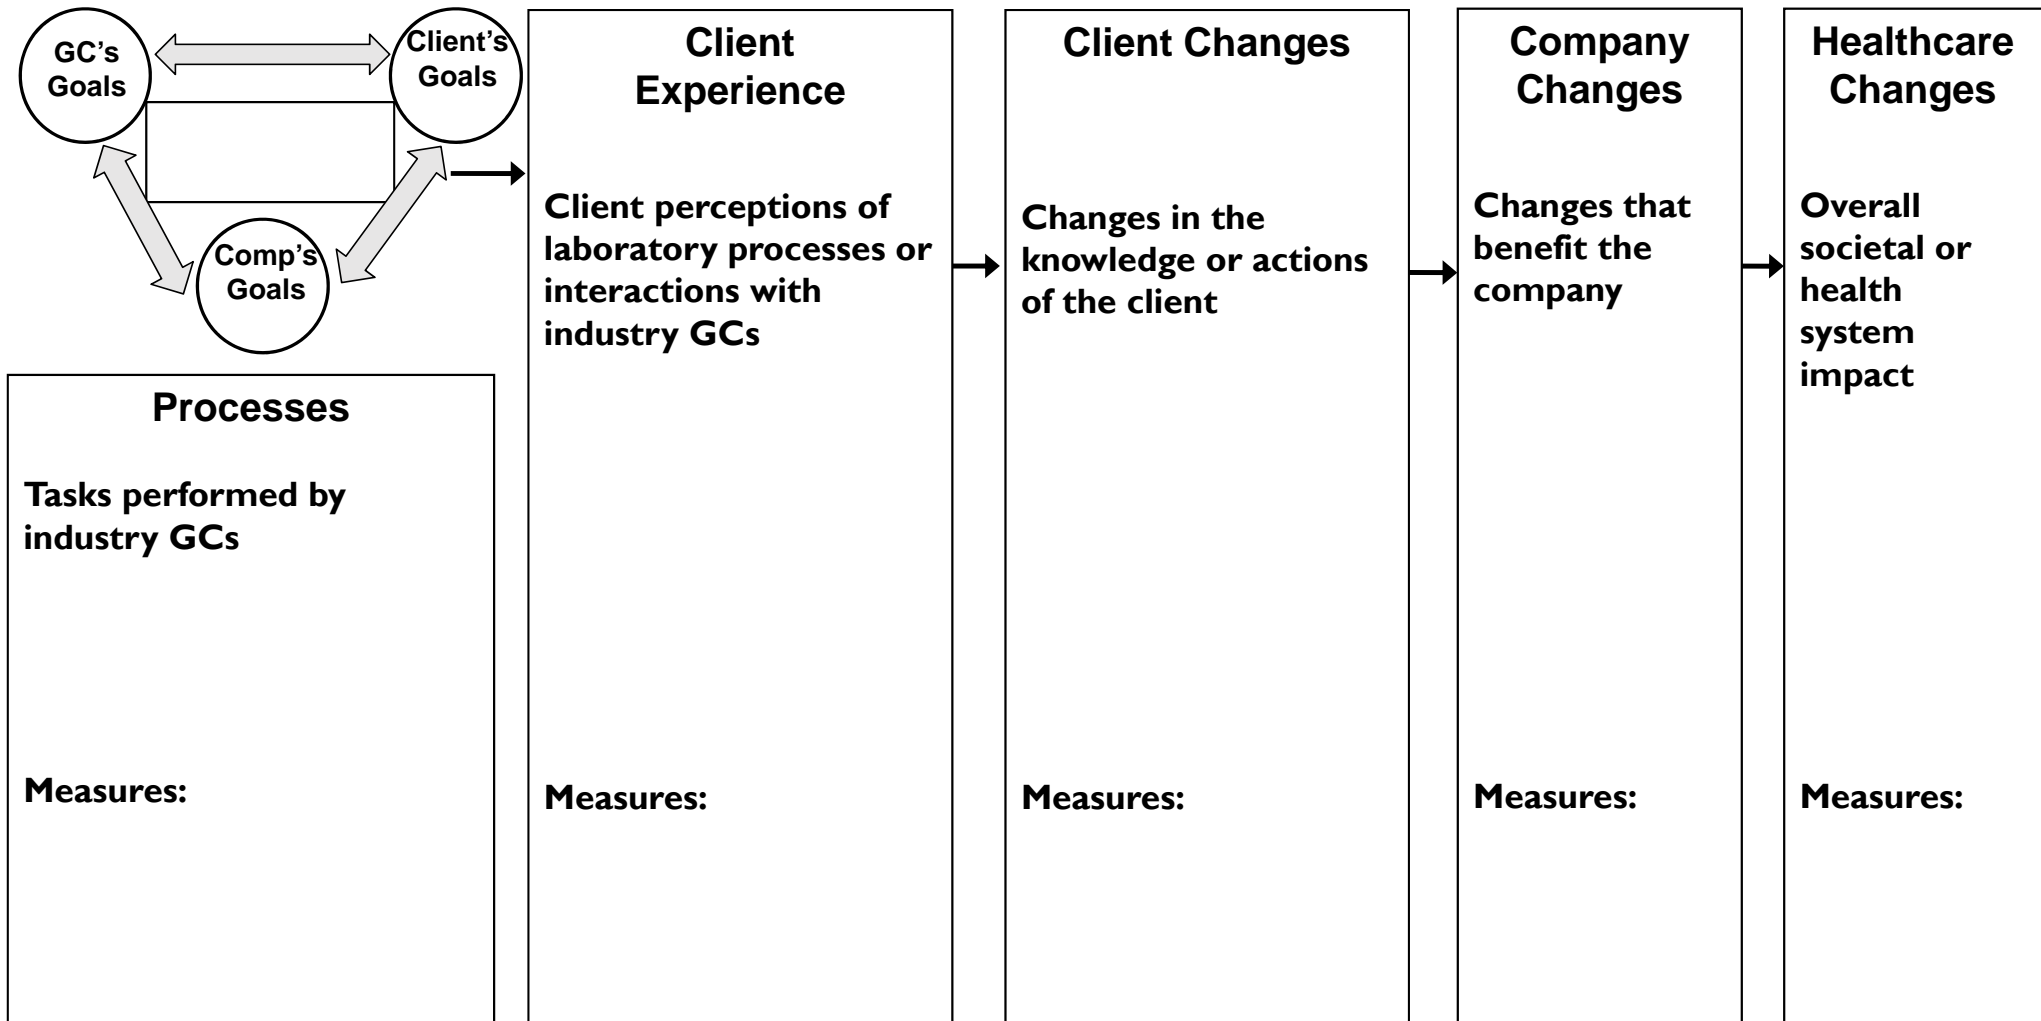 GC's
Goals
Client's
Goals
Comp's
Goals
Processes
Tasks performed by
industry GCs
Measures:
Client
Experience
Client perceptions of
laboratory processes or
interactions with
industry GCs
Measures:
Client Changes
Changes in the
knowledge or actions
of the client
Measures:
Company
Changes
Changes that
benefit the
company
Measures:
Healthcare
Changes
Overall
societal or
health
system
impact
Measures: